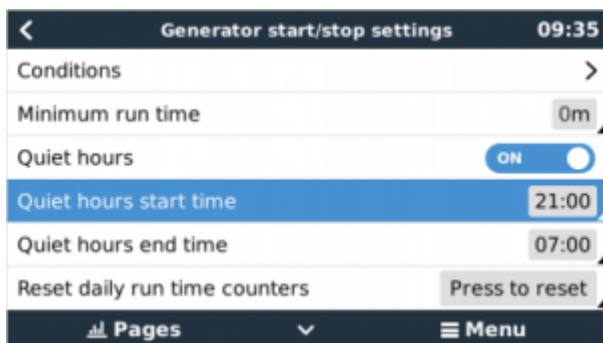 Generator start/stop settings 09:35
Conditions
Minimum run time 0m
Quiet hours ON
Quiet hours start time 21:00
Quiet hours end time 07:00
Reset daily run time counters Press to reset
Pages Menu